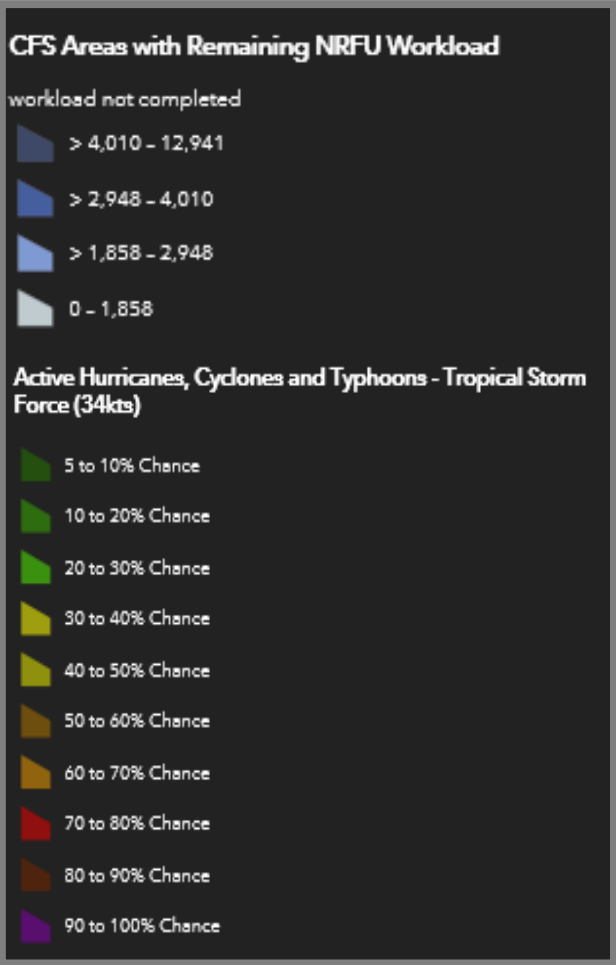 CFS Areas with Remaining NRFU Workload
workload not completed
> 4,010 – 12,941
> 2,948 – 4,010
> 1,858 – 2,948
0 – 1,858
Active Hurricanes, Cyclones and Typhoons - Tropical Storm
Force (34kts)
5 to 10% Chance
10 to 20% Chance
20 to 30% Chance
30 to 40% Chance
40 to 50% Chance
50 to 60% Chance
60 to 70% Chance
70 to 80% Chance
80 to 90% Chance
90 to 100% Chance